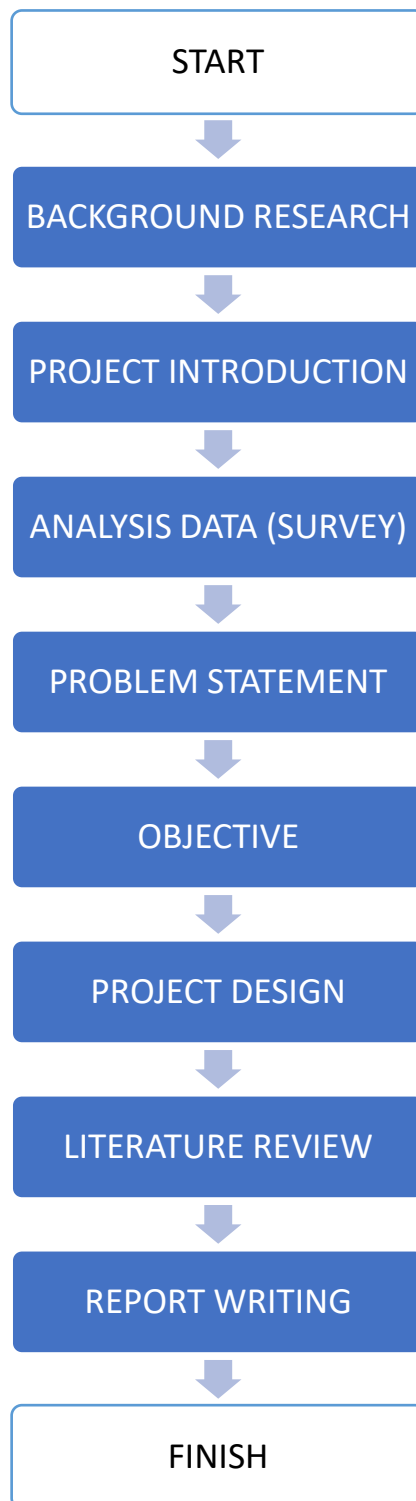 START
BACKGROUND RESEARCH
PROJECT INTRODUCTION
ANALYSIS DATA (SURVEY)
PROBLEM STATEMENT
OBJECTIVE
PROJECT DESIGN
LITERATURE REVIEW
REPORT WRITING
FINISH